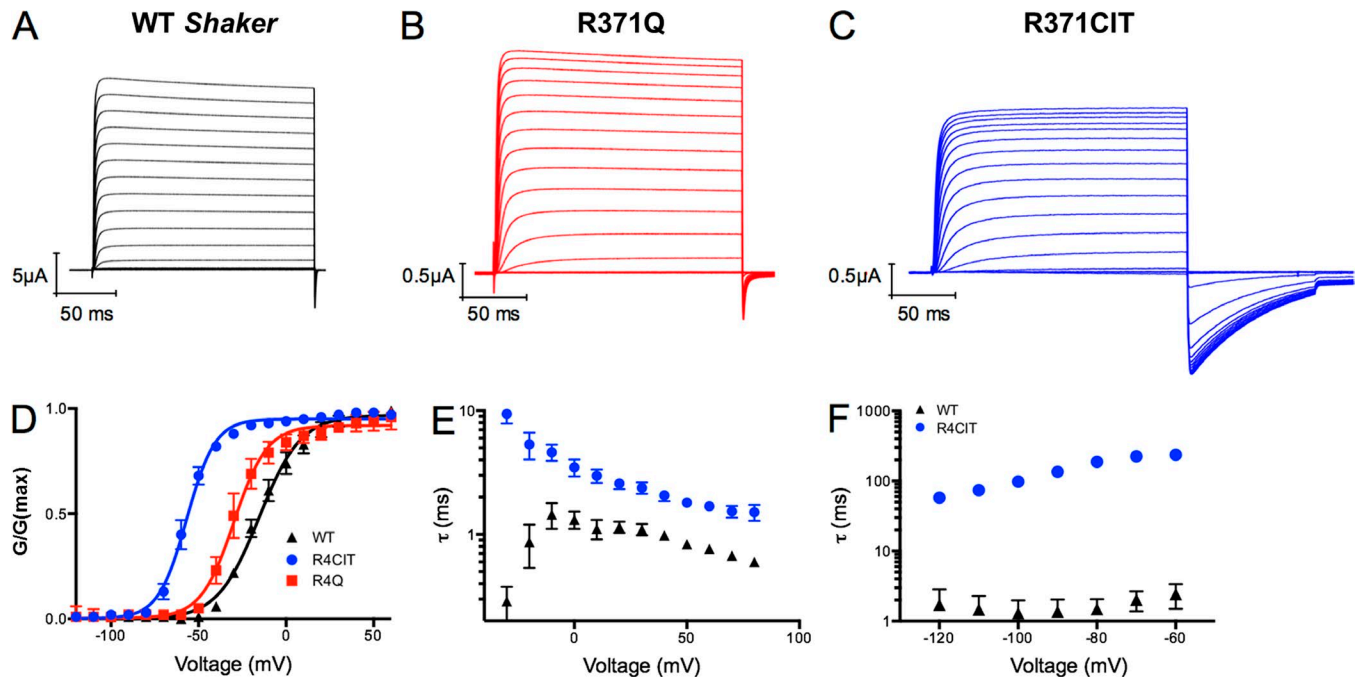 A WT Shaker
B R371Q
C R371CIT
5µA
50 ms
0.5µA
50 ms
0.5µA
50 ms
D
G/G(max)
1.0
0.5
0.0
-100 -50 0 50
Voltage (mV)
WT
R4CIT
R4Q
E
τ (ms)
10
1
0 50 100
Voltage (mV)
F
τ (ms)
1000
100
10
1
-120 -100 -80 -60
Voltage (mV)
WT
R4CIT